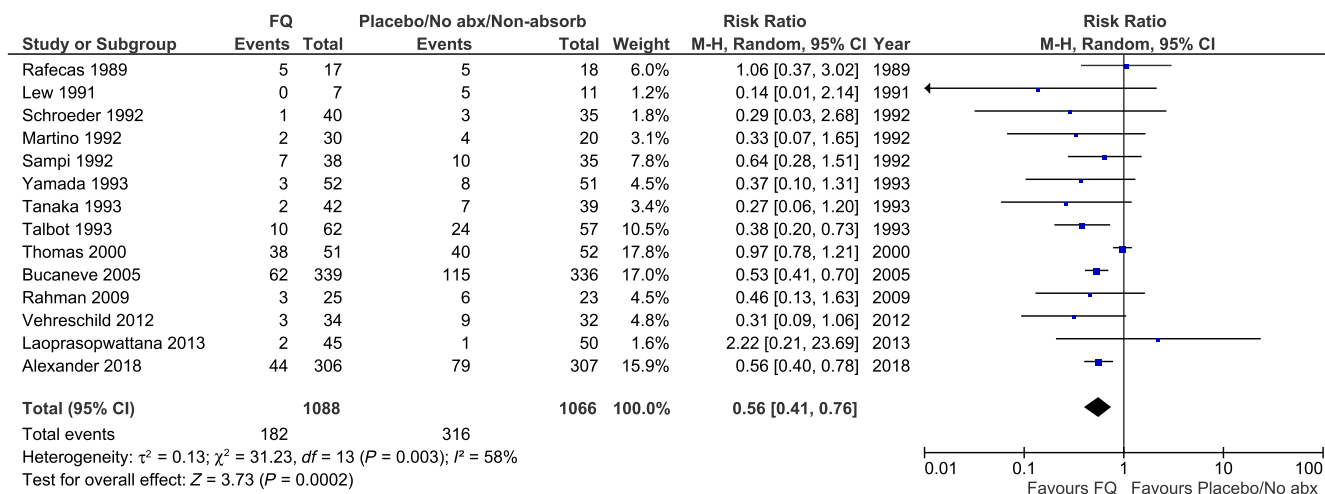 FQ Placebo/No abx/Non-absorb Risk Ratio Risk Ratio
Study or Subgroup Events Total Events Total Weight M-H, Random, 95% CI Year M-H, Random, 95% CI
Rafecas 1989 5 17 5 18 6.0% 1.06 [0.37, 3.02] 1989
Lew 1991 0 7 5 11 1.2% 0.14 [0.01, 2.14] 1991
Schroeder 1992 1 40 3 35 1.8% 0.29 [0.03, 2.68] 1992
Martino 1992 2 30 4 20 3.1% 0.33 [0.07, 1.65] 1992
Sampi 1992 7 38 10 35 7.8% 0.64 [0.28, 1.51] 1992
Yamada 1993 3 52 8 51 4.5% 0.37 [0.10, 1.31] 1993
Tanaka 1993 2 42 7 39 3.4% 0.27 [0.06, 1.20] 1993
Talbot 1993 10 62 24 57 10.5% 0.38 [0.20, 0.73] 1993
Thomas 2000 38 51 40 52 17.8% 0.97 [0.78, 1.21] 2000
Bucaneve 2005 62 339 115 336 17.0% 0.53 [0.41, 0.70] 2005
Rahman 2009 3 25 6 23 4.5% 0.46 [0.13, 1.63] 2009
Vehreschild 2012 3 34 9 32 4.8% 0.31 [0.09, 1.06] 2012
Laoprasopwattana 2013 2 45 1 50 1.6% 2.22 [0.21, 23.69] 2013
Alexander 2018 44 306 79 307 15.9% 0.56 [0.40, 0.78] 2018
Total (95% CI) 1088 1066 100.0% 0.56 [0.41, 0.76]
Total events 182 316
Heterogeneity: τ² = 0.13; χ² = 31.23, df = 13 (P = 0.003); I² = 58%
Test for overall effect: Z = 3.73 (P = 0.0002)
0.01 0.1 1 10 100
Favours FQ Favours Placebo/No abx